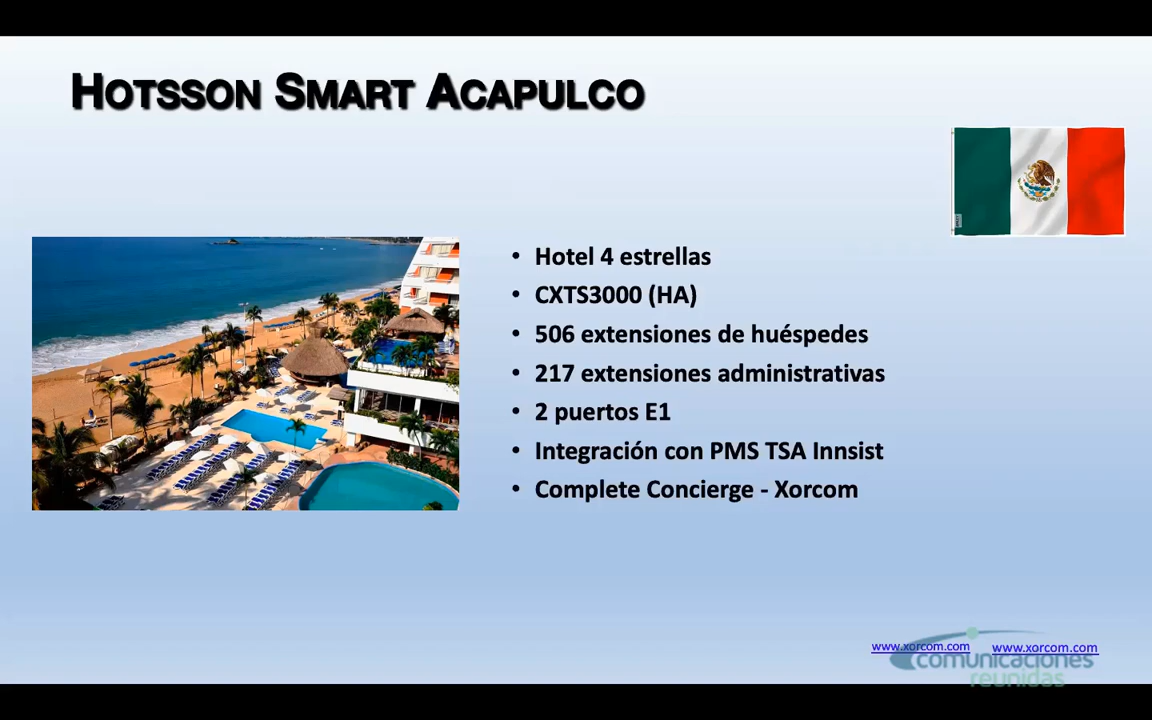 HOTSSON SMART ACAPULCO
• Hotel 4 estrellas
• CXTS3000 (HA)
• 506 extensiones de huéspedes
• 217 extensiones administrativas
• 2 puertos E1
• Integración con PMS TSA Innsist
• Complete Concierge - Xorcom
www.xorcom.com www.xorcom.com
comunicaciones
reunidas